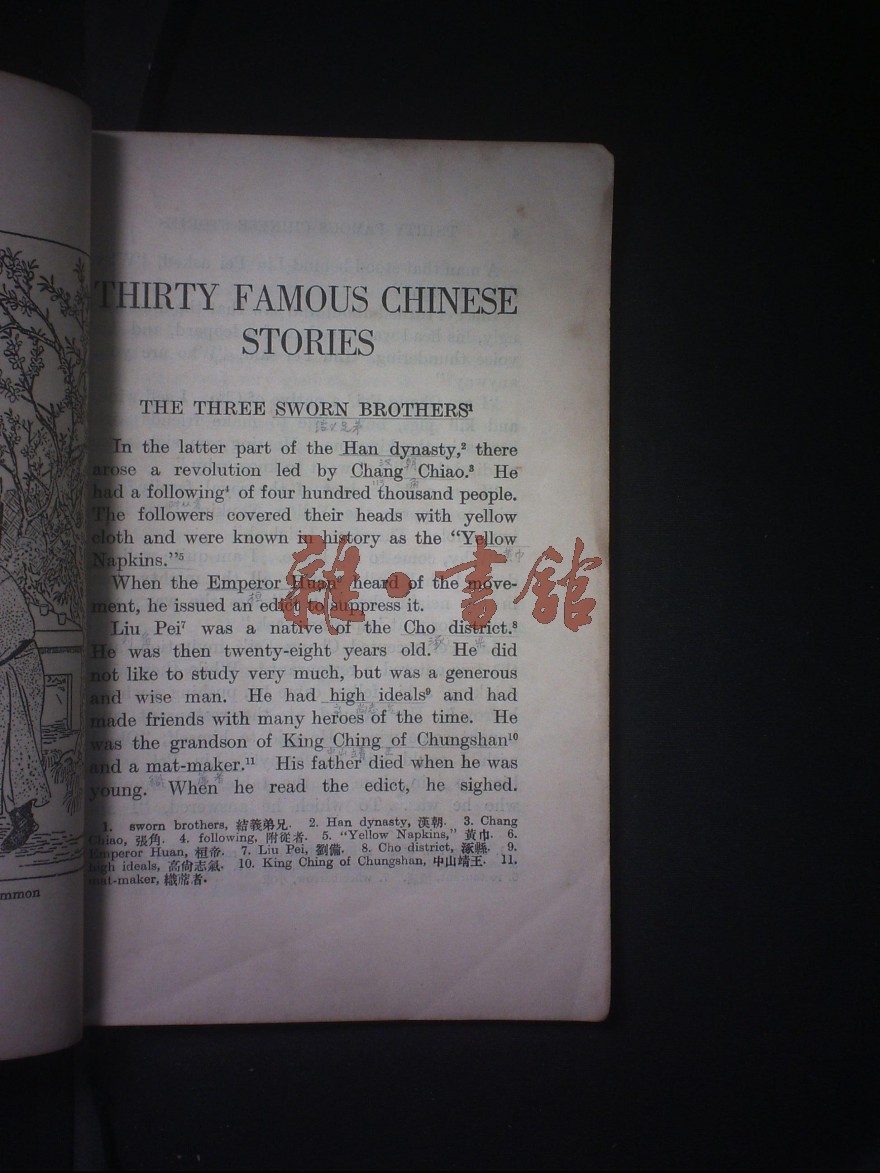 THIRTY FAMOUS CHINESE
STORIES
THE THREE SWORN BROTHERS¹
In the latter part of the Han dynasty,² there
arose a revolution led by Chang Chiao.³ He
had a following⁴ of four hundred thousand people.
The followers covered their heads with yellow
cloth and were known in history as the “Yellow
Napkins.”⁵
黄巾
When the Emperor Huan⁶ heard of the move-
ment, he issued an edict to suppress it.
桓
Liu Pei⁷ was a native of the Cho district.⁸
He was then twenty-eight years old. He did
not like to study very much, but was a generous
and wise man. He had high ideals⁹ and had
made friends with many heroes of the time. He
was the grandson of King Ching of Chungshan¹⁰
and a mat-maker.¹¹ His father died when he was
young. When he read the edict, he sighed.
1. sworn brothers, 結義弟兄. 2. Han dynasty, 漢朝. 3. Chang
Chiao, 張角. 4. following, 附從者. 5. “Yellow Napkins,” 黃巾. 6.
Emperor Huan, 桓帝. 7. Liu Pei, 劉備. 8. Cho district, 涿縣. 9.
high ideals, 高尚志氣. 10. King Ching of Chungshan, 中山靖王. 11.
mat-maker, 織蓆者.
mmon
雜·書館